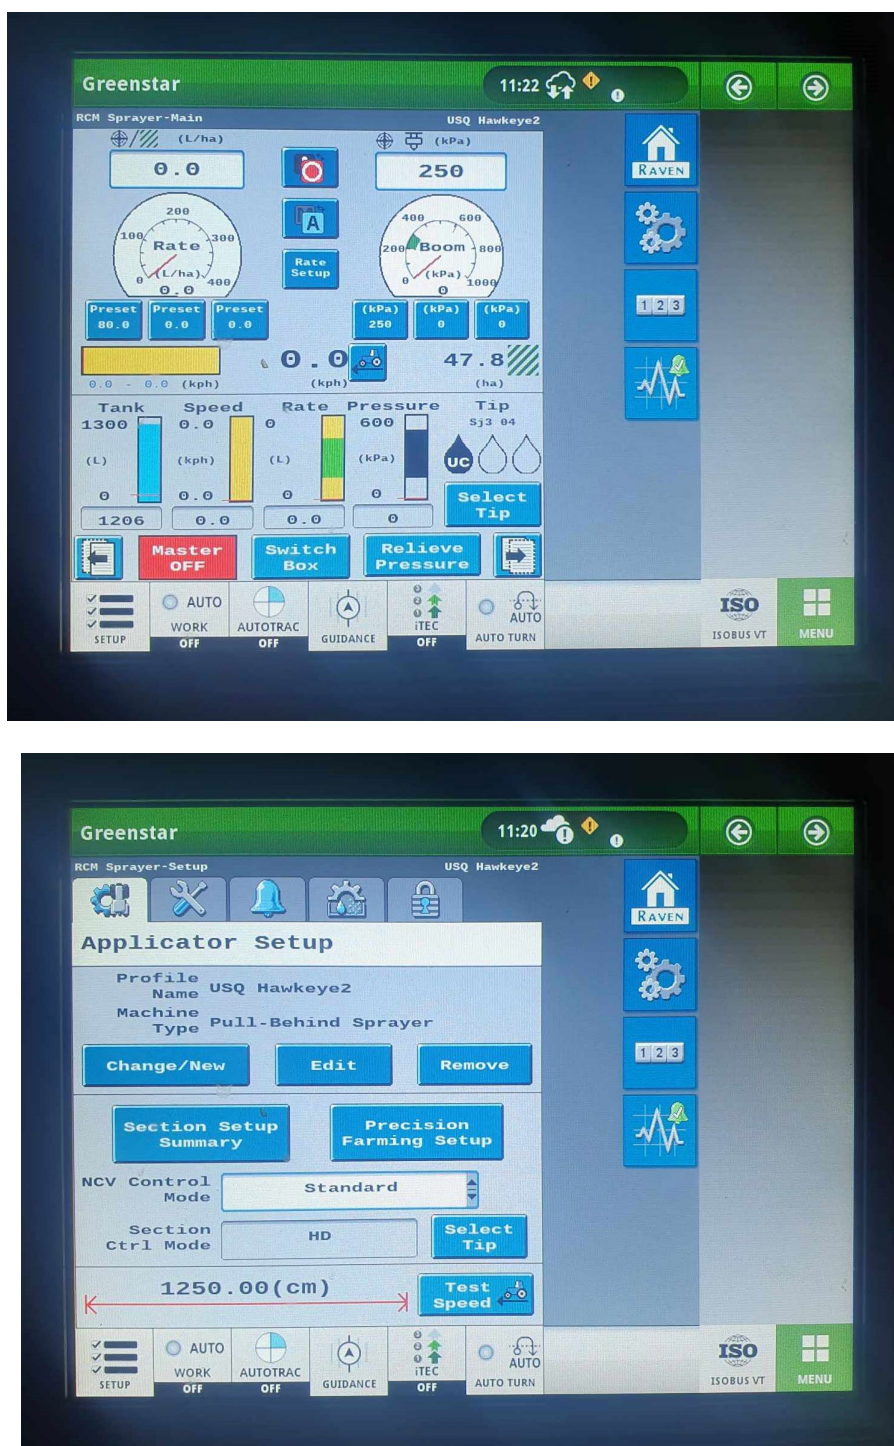 Greenstar
11:22
RCM Sprayer-Main
USQ Hawkeye2
(L/ha)
(kPa)
0.0
250
RAVEN
A
200
100
300
Rate
0
400
(L/ha)
0.0
Rate
Setup
400
600
200
Boom
800
(kPa)
0
1000
0
Preset
80.0
Preset
0.0
Preset
0.0
(kPa)
250
(kPa)
0
(kPa)
0
1 2 3
0.0 - 0.0 (kph)
0.0
(kph)
47.8
(ha)
Tank
Speed
Rate
Pressure
Tip
1300
0.0
0
600
Sj3 04
(L)
(kph)
(L)
(kPa)
UC
0
0.0
0
0
Select
Tip
1206
0.0
0.0
0
Master
OFF
Switch
Box
Relieve
Pressure
SETUP
AUTO
WORK
OFF
AUTOTRAC
OFF
GUIDANCE
3
2
1
iTEC
OFF
AUTO
AUTO TURN
ISO
ISOBUS VT
MENU
Greenstar
11:20
RCM Sprayer-Setup
USQ Hawkeye2
RAVEN
Applicator Setup
Profile
Name
USQ Hawkeye2
Machine
Type
Pull-Behind Sprayer
Change/New
Edit
Remove
1 2 3
Section Setup
Summary
Precision
Farming Setup
NCV Control
Mode
Standard
Section
Ctrl Mode
HD
Select
Tip
1250.00(cm)
Test
Speed
SETUP
AUTO
WORK
OFF
AUTOTRAC
OFF
GUIDANCE
3
2
1
iTEC
OFF
AUTO
AUTO TURN
ISO
ISOBUS VT
MENU